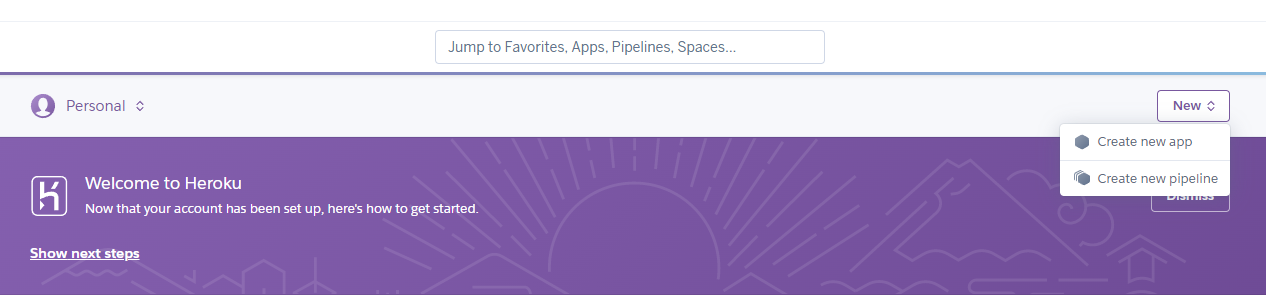 Jump to Favorites, Apps, Pipelines, Spaces...
Personal
New
Create new app
Create new pipeline
Welcome to Heroku
Now that your account has been set up, here's how to get started.
Dismiss
Show next steps